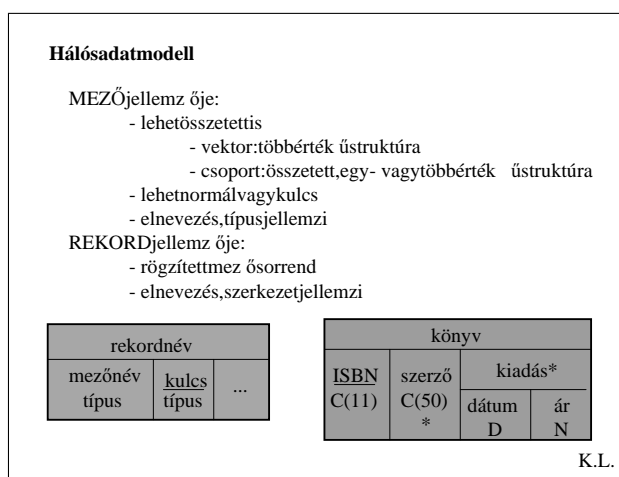 Hálósadatmodell
MEZŐjellemz ője:
- lehetösszetettis
- vektor:többérték űstruktúra
- csoport:összetett,egy- vagytöbbérték űstruktúra
- lehetnormálvagykulcs
- elnevezés,típusjellemzi
REKORDjellemz ője:
- rögzítettmez ősorrend
- elnevezés,szerkezetjellemzi
rekordnév
mezőnév kulcs ...
típus típus
könyv
ISBN szerző kiadás*
C(11) C(50) dátum ár
* D N
K.L.